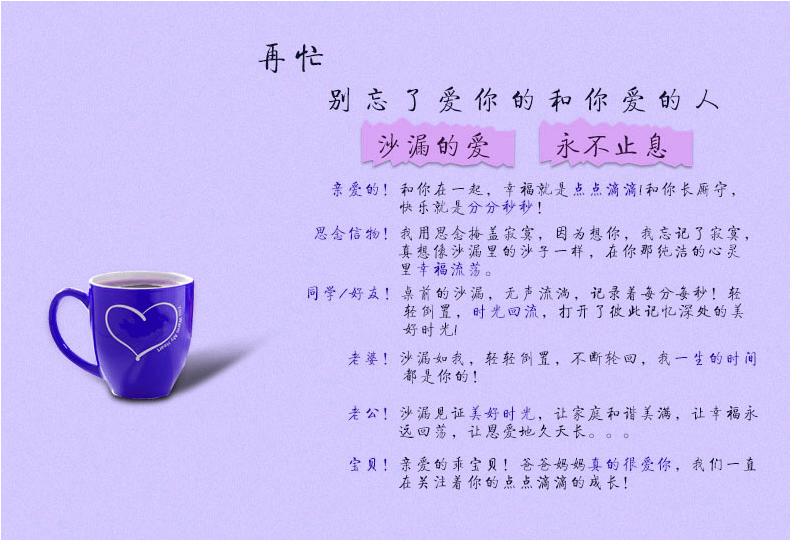 再忙
别忘了爱你的和你爱的人
沙漏的爱 永不止息
亲爱的！和你在一起，幸福就是点点滴滴！和你长厮守，
快乐就是分分秒秒！
思念信物！我用思念掩盖寂寞，因为想你，我忘记了寂寞，
真想像沙漏里的沙子一样，在你那纯洁的心灵
里幸福流荡。
同学/好友！桌前的沙漏，无声流淌，记录着每分每秒！轻
轻倒置，时光回流，打开了彼此记忆深处的美
好时光！
老婆！沙漏如我，轻轻倒置，不断轮回，我一生的时间
都是你的！
老公！沙漏见证美好时光，让家庭和谐美满，让幸福永
远回荡，让恩爱地久天长。。。
宝贝！亲爱的乖宝贝！爸爸妈妈真的很爱你，我们一直
在关注着你的点点滴滴的成长！